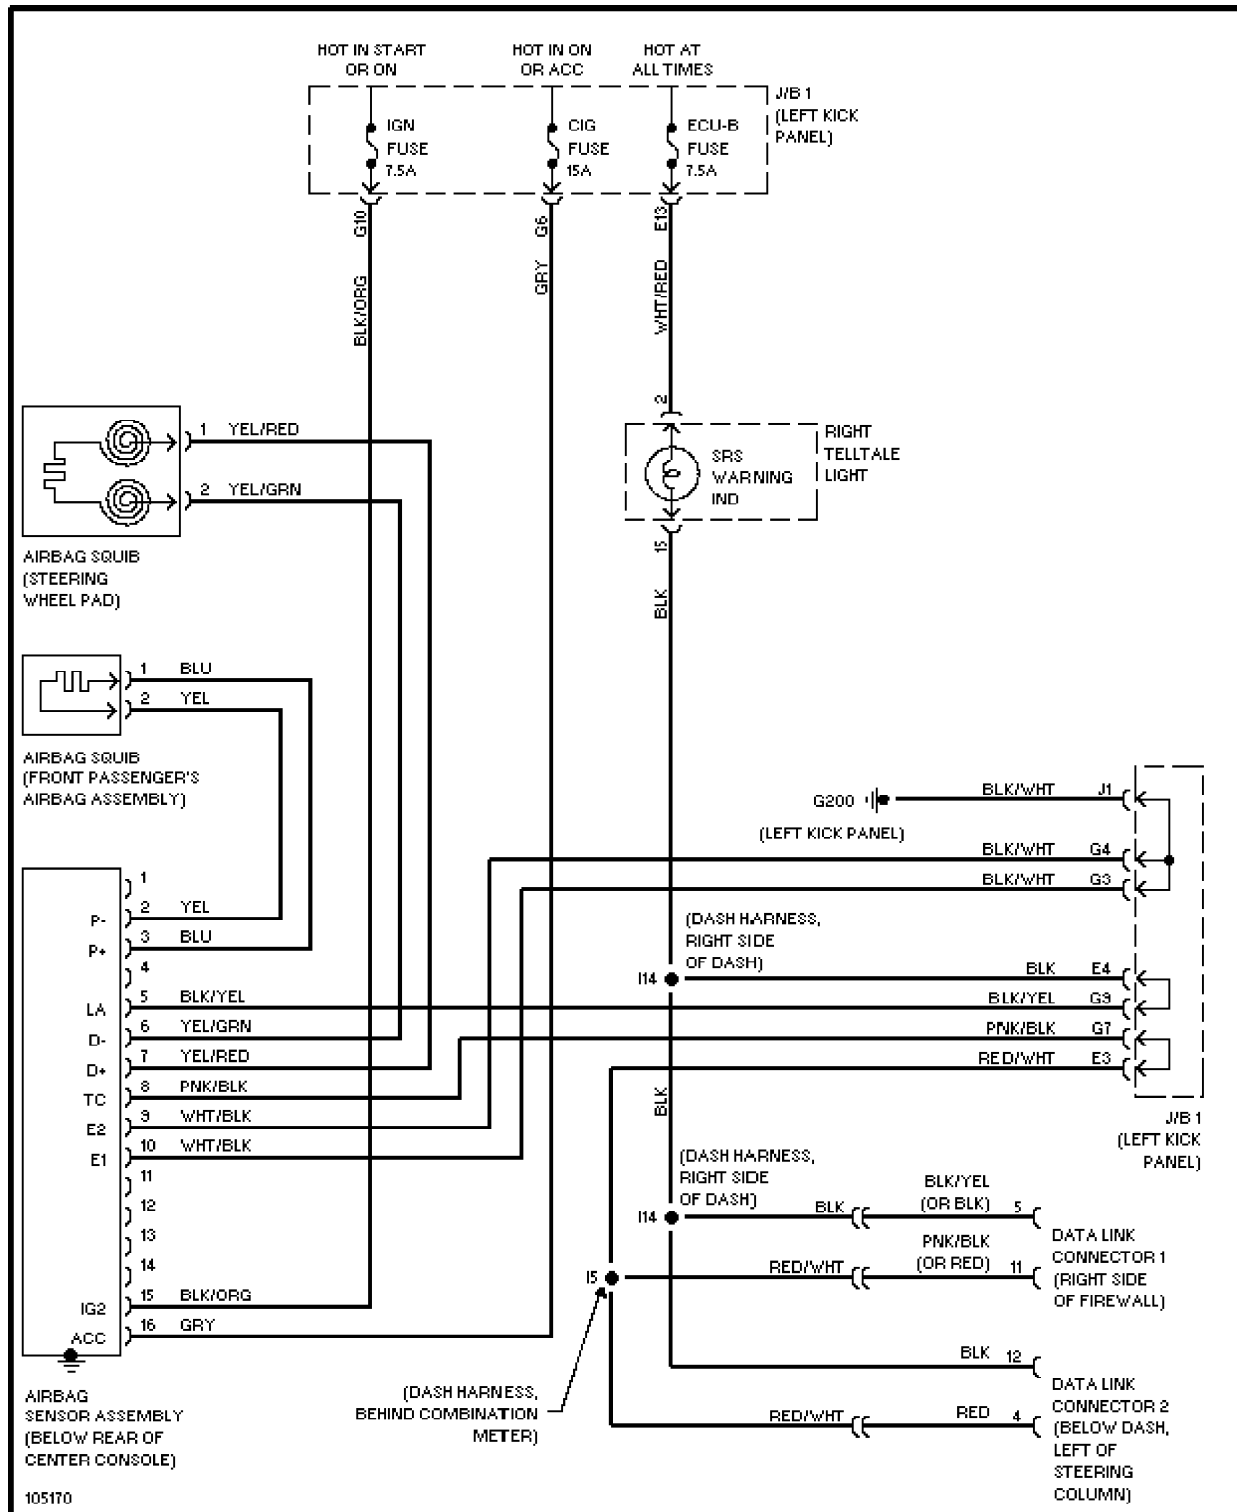 HOT IN START
OR ON
HOT IN ON
OR ACC
HOT AT
ALL TIMES
J/B 1
(LEFT KICK
PANEL)
IGN
FUSE
7.5A
CIG
FUSE
15A
ECU-B
FUSE
7.5A
G10
G6
E13
BLK/ORG
GRY
WHT/RED
2
RIGHT
TELLTALE
LIGHT
SRS
WARNING
IND
15
BLK
1 YEL/RED
2 YEL/GRN
AIRBAG SQUIB
(STEERING
WHEEL PAD)
1 BLU
2 YEL
AIRBAG SQUIB
(FRONT PASSENGER'S
AIRBAG ASSEMBLY)
G200
(LEFT KICK PANEL)
BLK/WHT J1
BLK/WHT G4
BLK/WHT G3
(DASH HARNESS,
RIGHT SIDE
OF DASH)
I14
BLK E4
BLK/YEL G9
PNK/BLK G7
RED/WHT E3
J/B 1
(LEFT KICK
PANEL)
1
P- 2 YEL
P+ 3 BLU
4
LA 5 BLK/YEL
D- 6 YEL/GRN
D+ 7 YEL/RED
TC 8 PNK/BLK
E2 9 WHT/BLK
E1 10 WHT/BLK
11
12
13
14
IG2 15 BLK/ORG
ACC 16 GRY
AIRBAG
SENSOR ASSEMBLY
(BELOW REAR OF
CENTER CONSOLE)
BLK
(DASH HARNESS,
RIGHT SIDE
OF DASH)
I14
BLK
BLK/YEL
(OR BLK) 5
I5
RED/WHT
PNK/BLK
(OR RED) 11
DATA LINK
CONNECTOR 1
(RIGHT SIDE
OF FIREWALL)
(DASH HARNESS,
BEHIND COMBINATION
METER)
BLK 12
RED/WHT
RED 4
DATA LINK
CONNECTOR 2
(BELOW DASH,
LEFT OF
STEERING
COLUMN)
105170